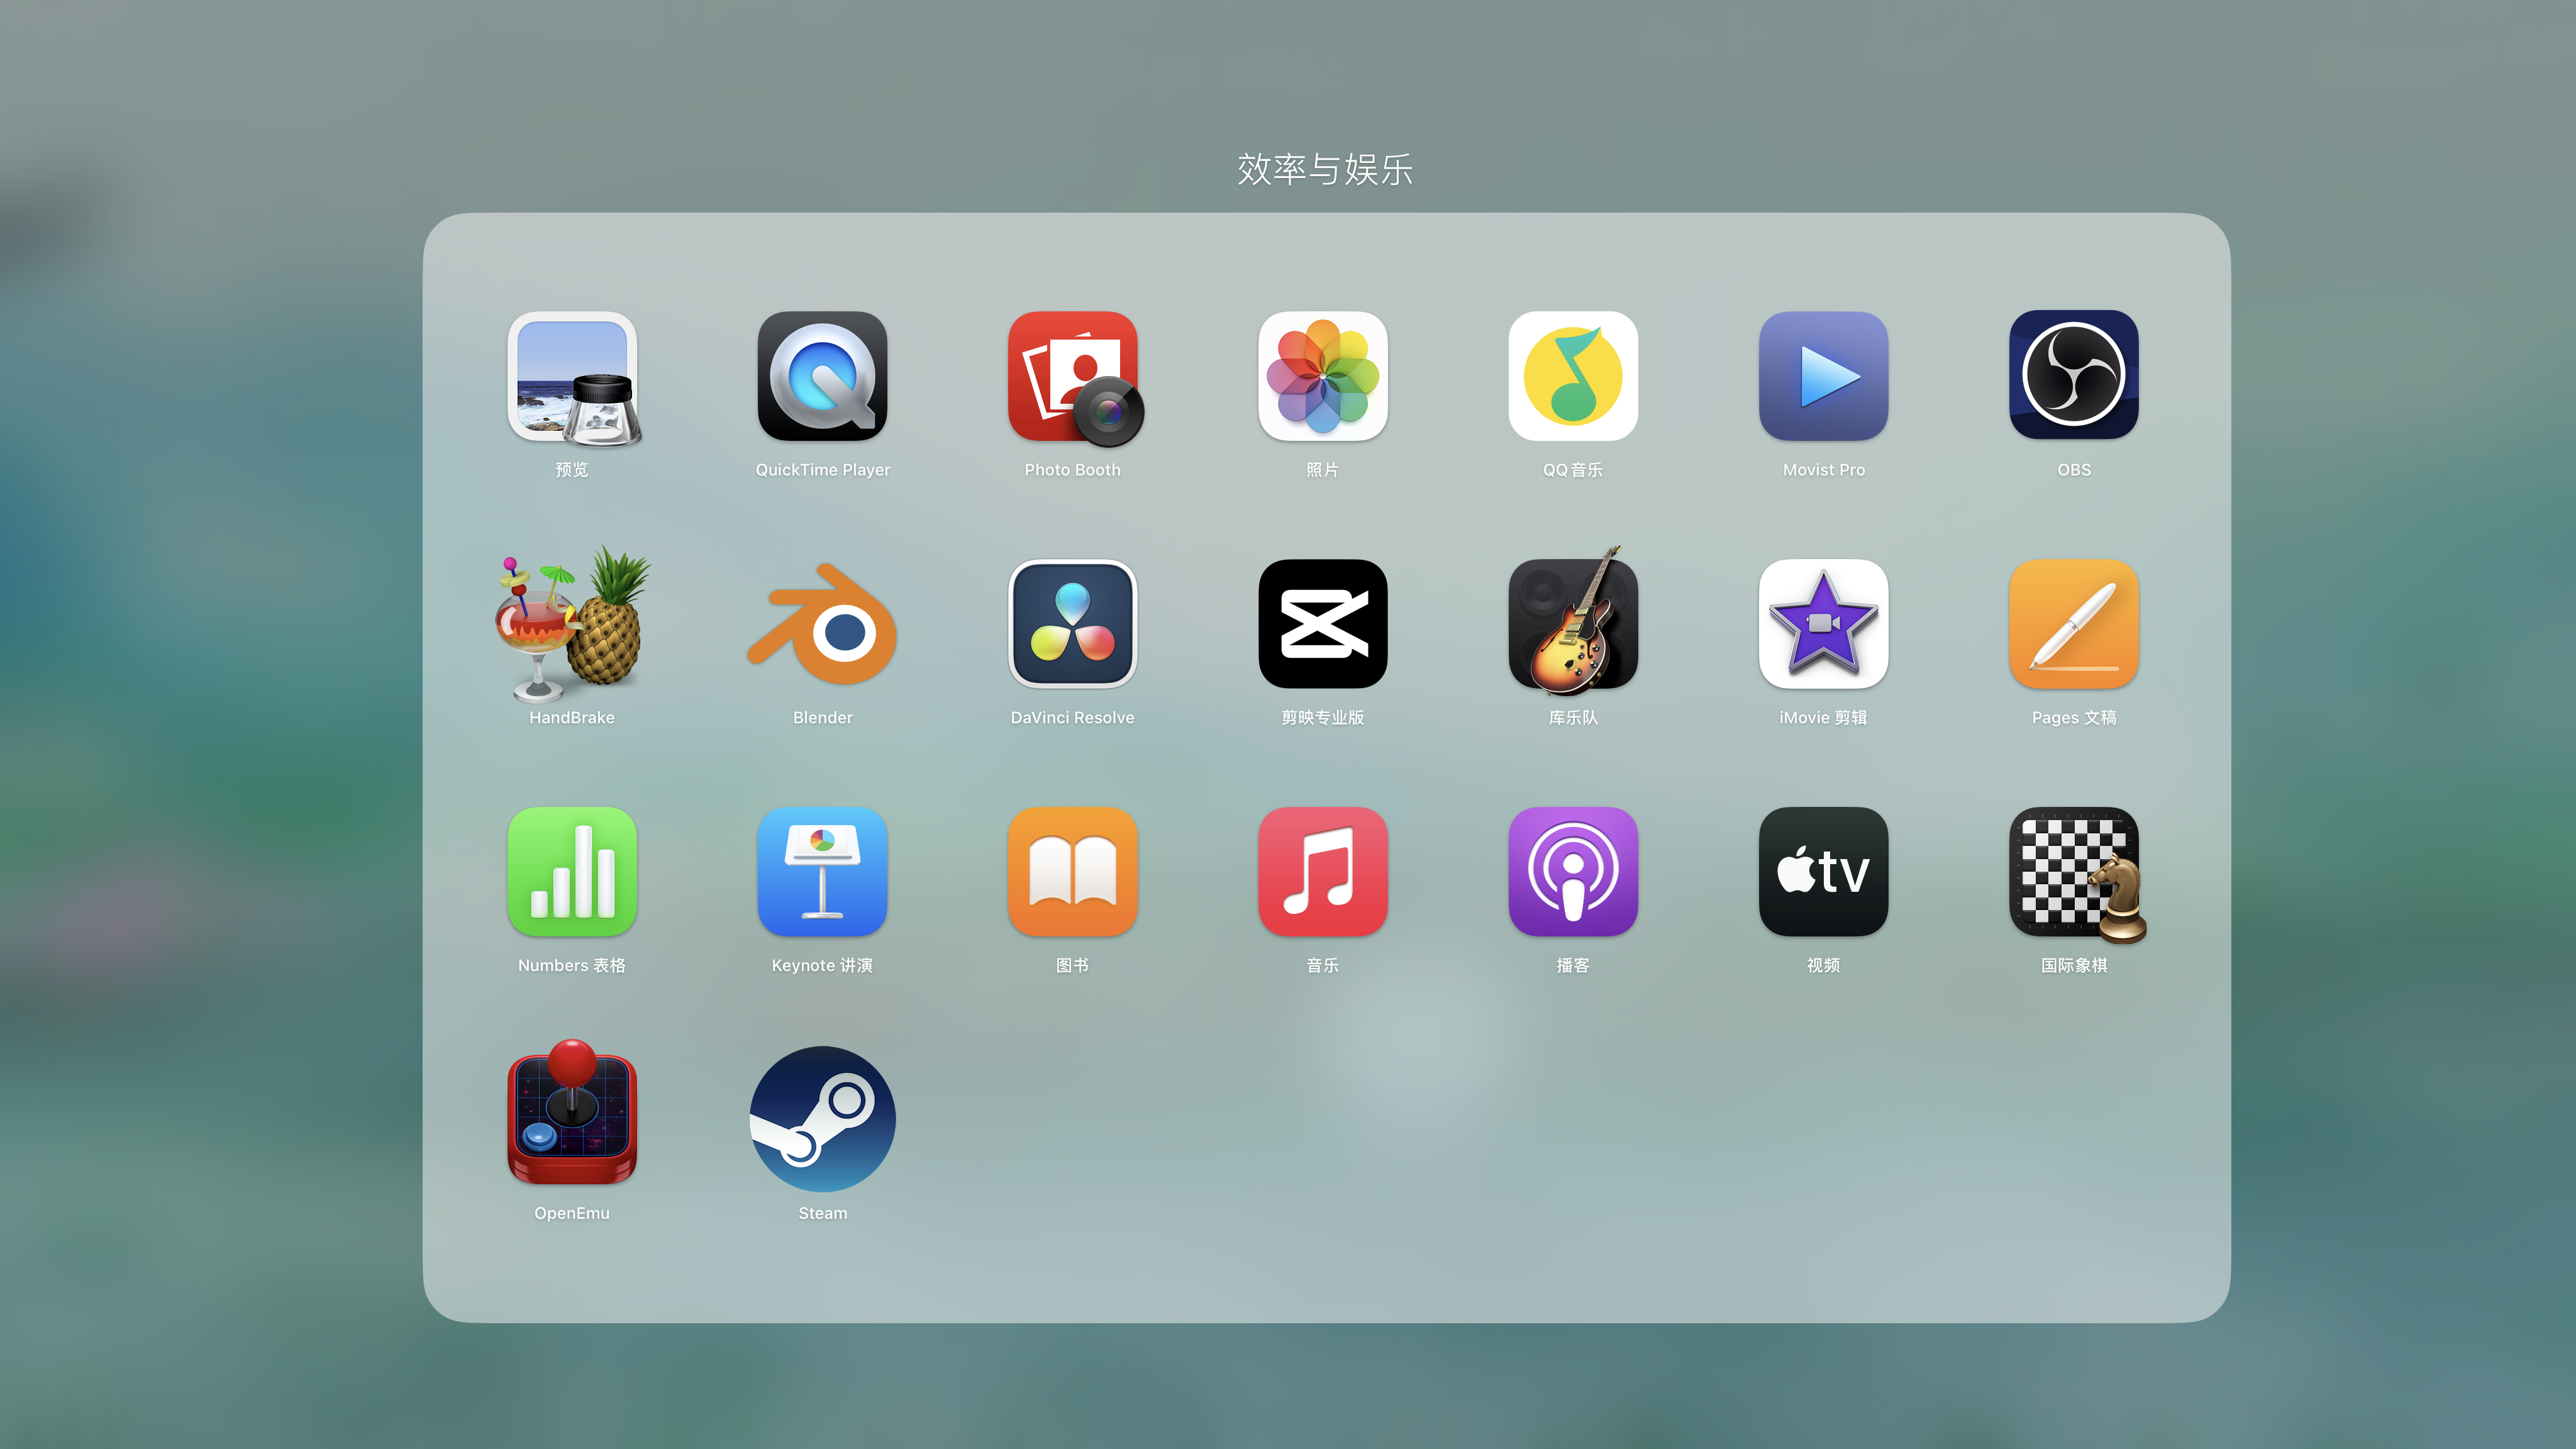 效率与娱乐
预览
QuickTime Player
Photo Booth
照片
QQ音乐
Movist Pro
OBS
HandBrake
Blender
DaVinci Resolve
剪映专业版
库乐队
iMovie 剪辑
Pages 文稿
tv
Numbers 表格
Keynote 讲演
图书
音乐
播客
视频
国际象棋
OpenEmu
Steam